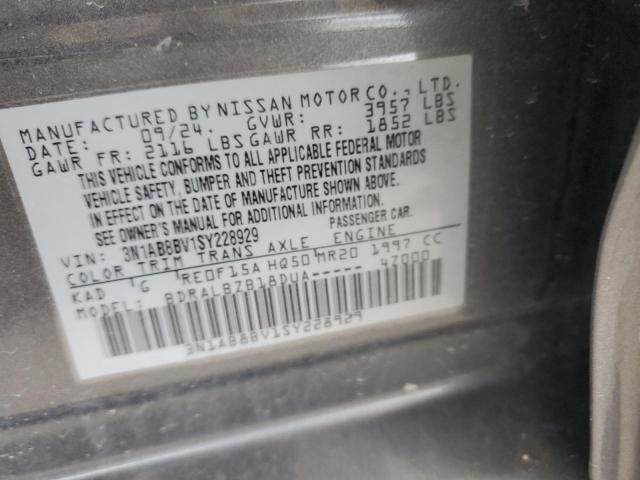 MANUFACTURED BY NISSAN MOTOR CO., LTD.
DATE: 09/24. GVWR: 3957 LBS
GAWR FR: 2116 LBS GAWR RR: 1852 LBS
THIS VEHICLE CONFORMS TO ALL APPLICABLE FEDERAL MOTOR
VEHICLE SAFETY, BUMPER AND THEFT PREVENTION STANDARDS
IN EFFECT ON THE DATE OF MANUFACTURE SHOWN ABOVE.
SEE OWNER'S MANUAL FOR ADDITIONAL INFORMATION.
VIN: 3N1AB8BV1SY228929 PASSENGER CAR.
COLOR TRIM TRANS AXLE ENGINE
KAD G RE0F15A HQ50 MR20 1997 CC
MODEL: BDRALBZB18DUA----- 47000
3N1AB8BV1SY228929